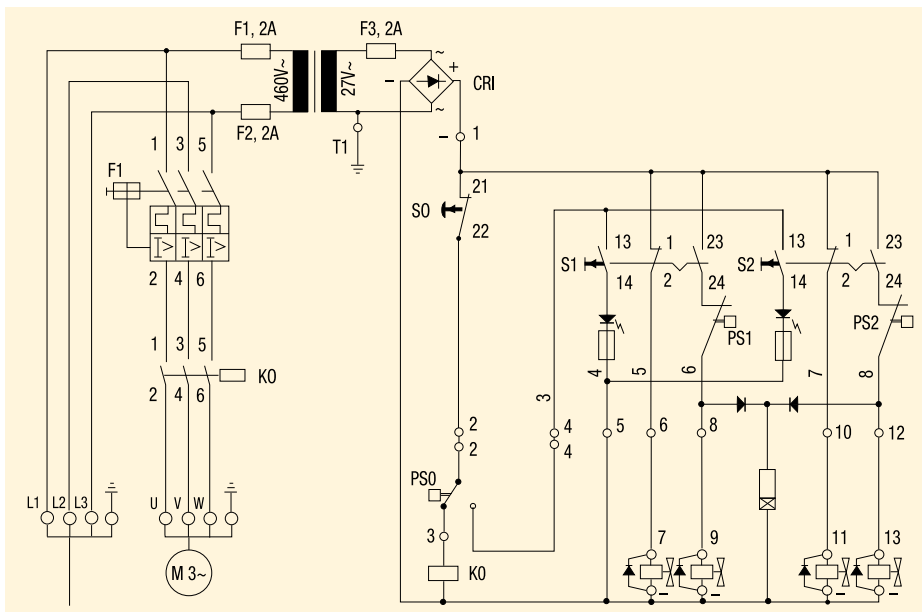 F1, 2A
F3, 2A
~
+
460V~
27V~
–
CRI
F2, 2A
~
T1
– 1
1 3 5
F1
2 4 6
21
S0
22
13 1 23
S1
14 2 24
13 1 23
S2
14 2 24
PS1
PS2
1 3 5
K0
2 4 6
3
4
5
6
7
8
2
2
4
4
5
6
8
10
12
PS0
3
K0
L1 L2 L3
U V W
M 3~
7
9
11
13
–
–
–
–